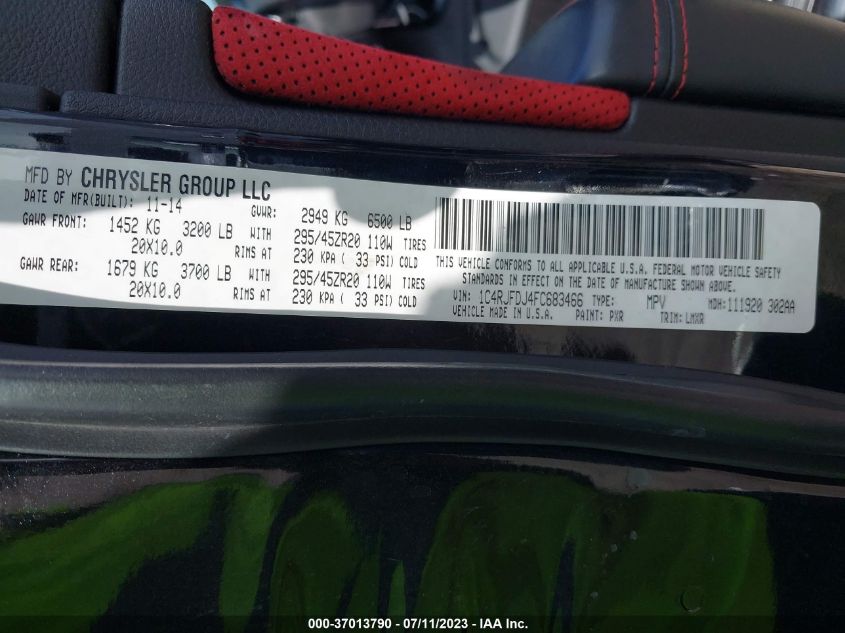 MFD BY CHRYSLER GROUP LLC
DATE OF MFR(BUILT): 11-14 GVWR: 2949 KG 6500 LB
GAWR FRONT: 1452 KG 3200 LB WITH 295/45ZR20 110W TIRES
20X10.0 RIMS AT 230 KPA ( 33 PSI) COLD
GAWR REAR: 1679 KG 3700 LB WITH 295/45ZR20 110W TIRES
20X10.0 RIMS AT 230 KPA ( 33 PSI) COLD
THIS VEHICLE CONFORMS TO ALL APPLICABLE U.S.A. FEDERAL MOTOR VEHICLE SAFETY
STANDARDS IN EFFECT ON THE DATE OF MANUFACTURE SHOWN ABOVE.
VIN: 1C4RJFDJ4FC683466 TYPE: MPV MDH: 111920 302AA
VEHICLE MADE IN U.S.A. PAINT: PXR TRIM: LMXR
000-37013790 - 07/11/2023 - IAA Inc.